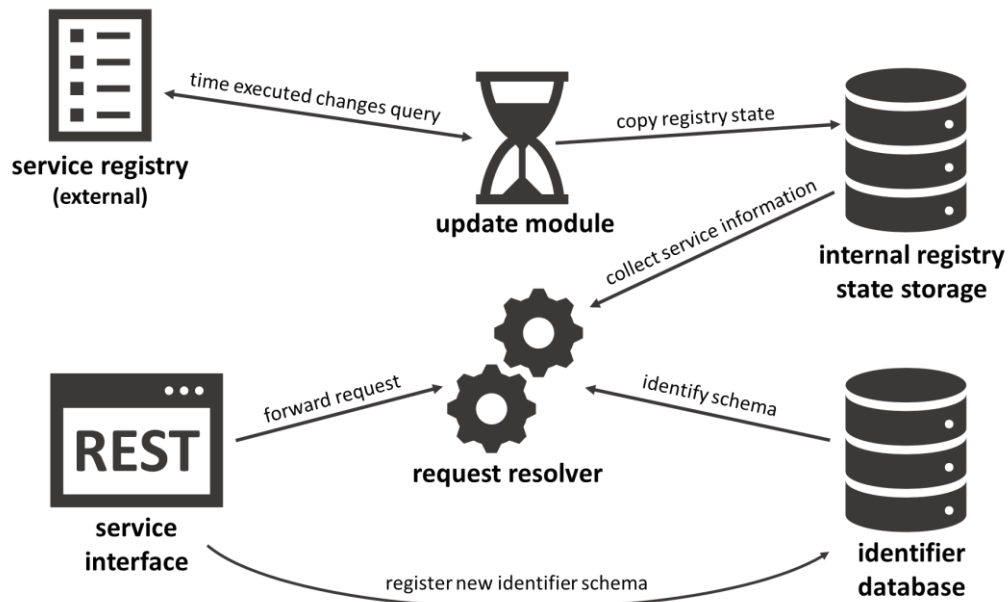 time executed changes query
copy registry state
service registry
(external)
update module
collect service information
internal registry
state storage
forward request
identify schema
REST
request resolver
service
interface
identifier
database
register new identifier schema